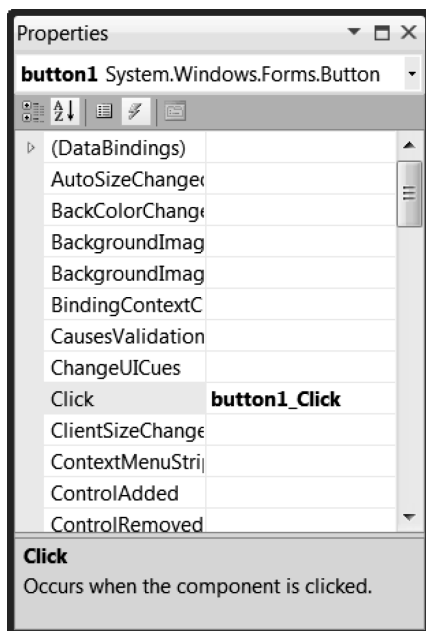 Properties
button1 System.Windows.Forms.Button
(DataBindings)
AutoSizeChanged
BackColorChange
BackgroundImag
BackgroundImag
BindingContextC
CausesValidation
ChangeUICues
Click button1_Click
ClientSizeChange
ContextMenuStri
ControlAdded
ControlRemoved
Click
Occurs when the component is clicked.